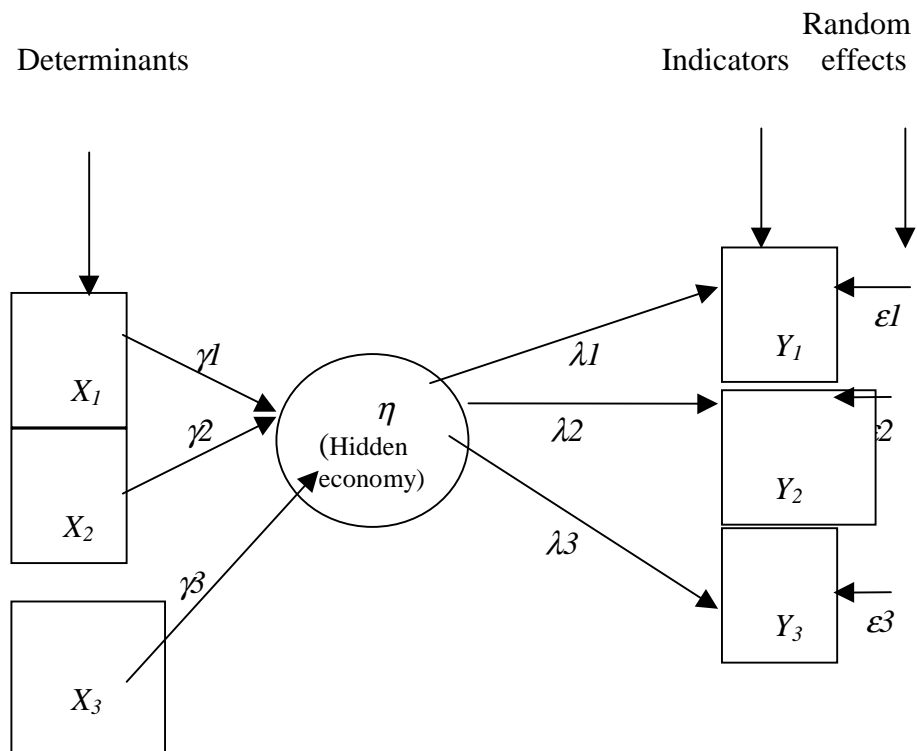 Random
Determinants Indicators effects
ε1
γ1 λ1 Y₁
X₁
η
γ2 (Hidden λ2 ε2
economy)
X₂ Y₂
λ3
γ3
Y₃ ε3
X₃